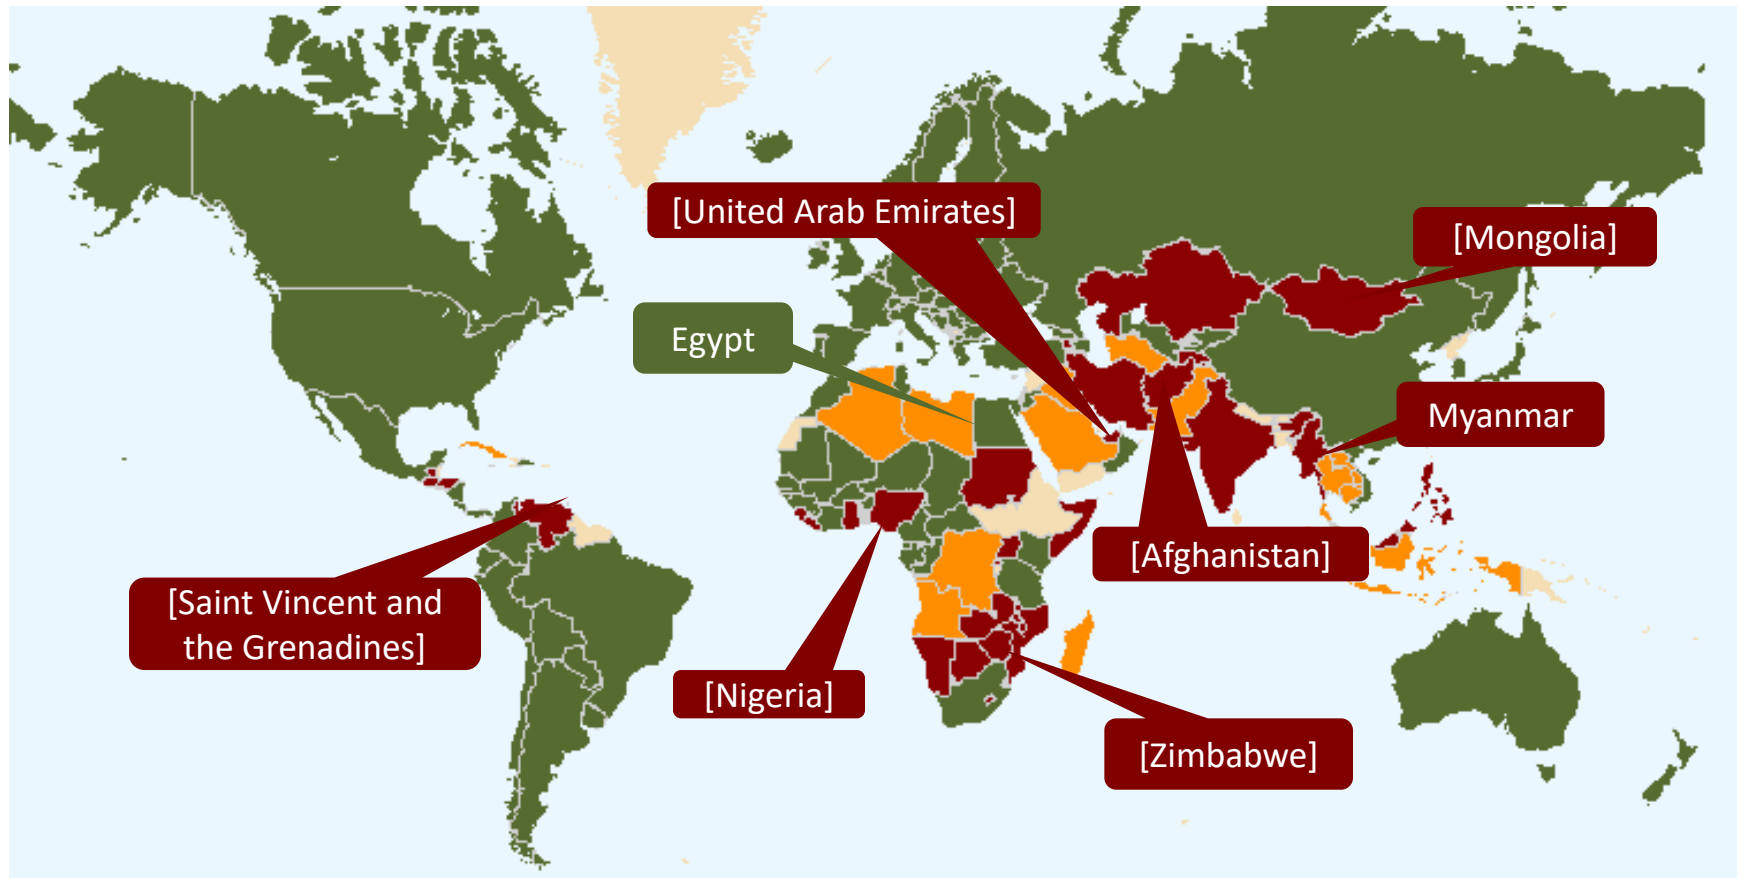 [United Arab Emirates]
[Mongolia]
Egypt
Myanmar
[Afghanistan]
[Saint Vincent and
the Grenadines]
[Nigeria]
[Zimbabwe]